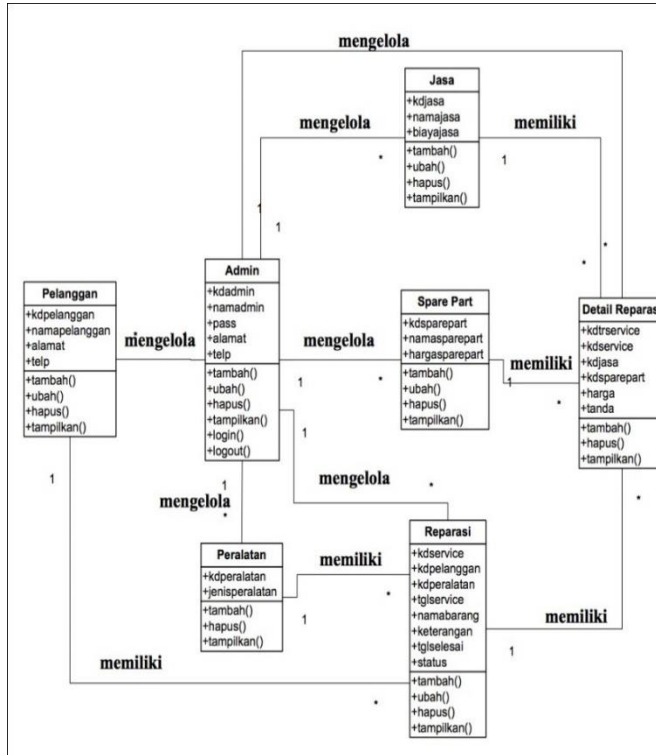 mengelola
Jasa
+kdjasa
+namajasa
+biayajasa
+tambah()
+ubah()
+hapus()
+tampilkan()
mengelola
*
memiliki
1
1
1
*
*
Admin
+kdadmin
+namadmin
+pass
+alamat
+telp
+tambah()
+ubah()
+hapus()
+tampilkan()
+login()
+logout()
Pelanggan
+kdpelanggan
+namapelanggan
+alamat
+telp
+tambah()
+ubah()
+hapus()
+tampilkan()
mengelola
Spare Part
+kdsparepart
+namasparepart
+hargasparepart
+tambah()
+ubah()
+hapus()
+tampilkan()
mengelola
1
*
Detail Reparasi
+kdtrservice
+kdservice
+kdjasa
+kdsparepart
+harga
+tanda
+tambah()
+hapus()
+tampilkan()
memiliki
1
*
1
mengelola
*
1
1
mengelola
*
*
Peralatan
+kdperalatan
+jenisperalatan
+tambah()
+hapus()
+tampilkan()
memiliki
1
*
Reparasi
+kdservice
+kdpelanggan
+kdperalatan
+tglservice
+namabarang
+keterangan
+tglselesai
+status
+tambah()
+ubah()
+hapus()
+tampilkan()
memiliki
1
memiliki
*